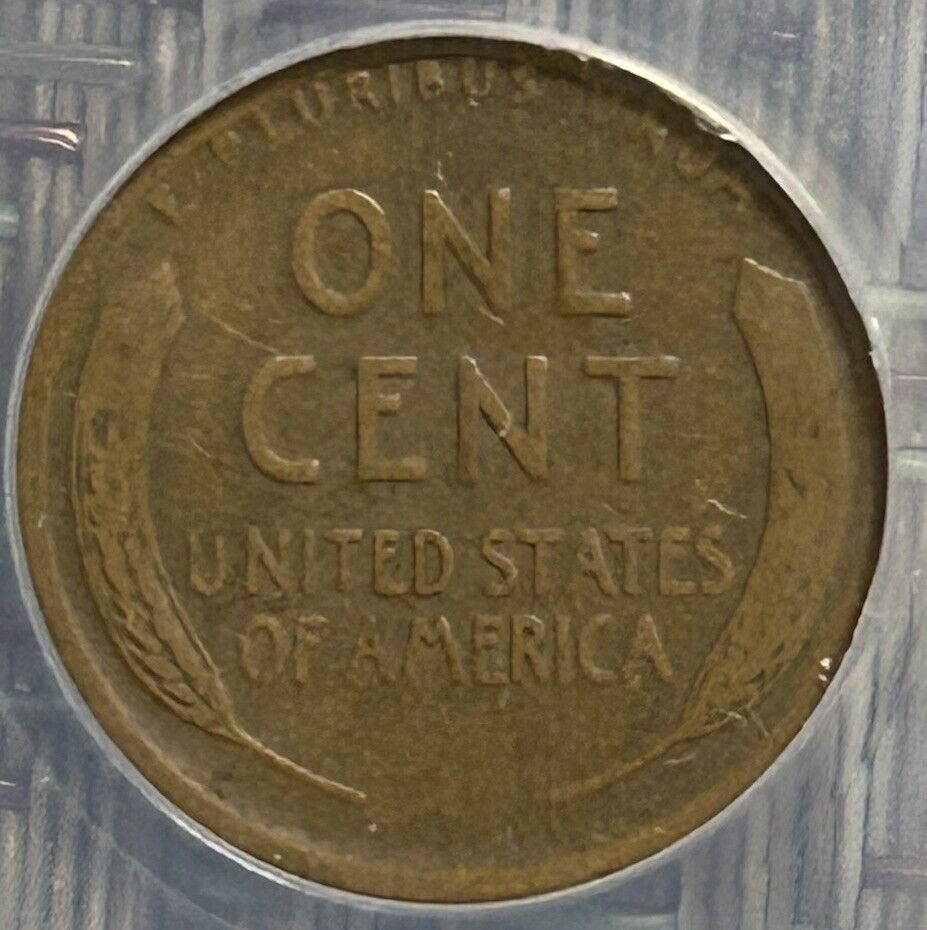 E PLURIBUS UNUM
ONE
CENT
UNITED STATES
OF AMERICA